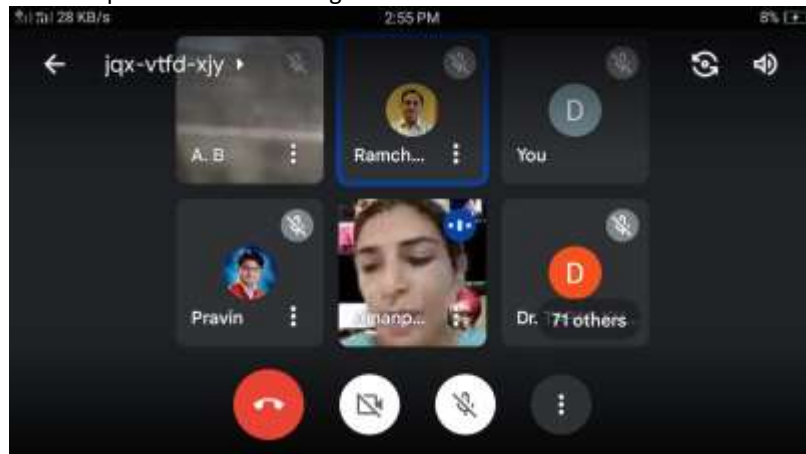 28 KB/s 2:55 PM 8%
jqx-vtfd-xjy
A. B Ramch... D You
Pravin D Dr. 71 others